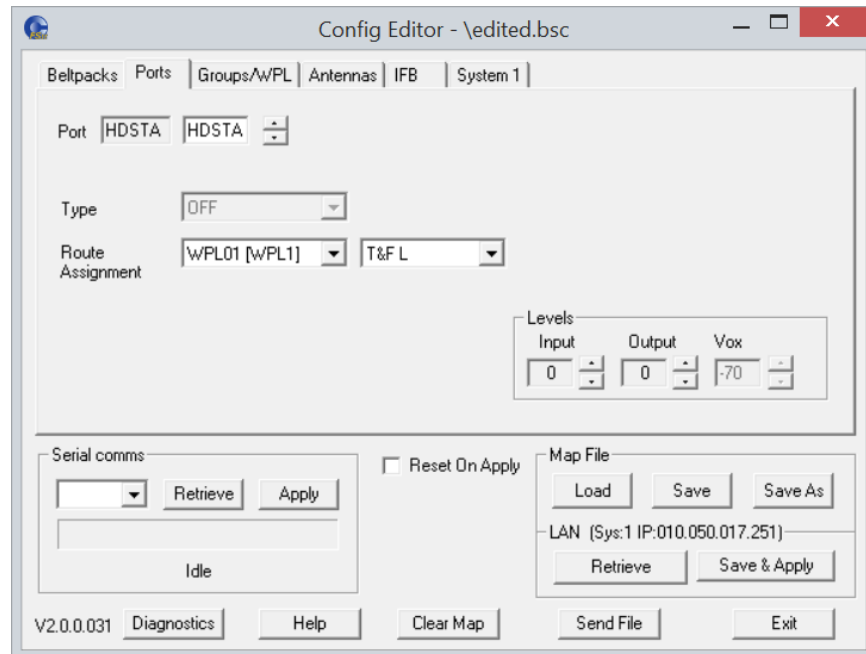 Config Editor - \edited.bsc
Beltpacks Ports Groups/WPL Antennas IFB System 1
Port HDSTA HDSTA
Type OFF
Route Assignment WPL01 [WPL1] T&F L
Levels
Input Output Vox
0 0 -70
Serial comms
Retrieve Apply
Idle
Reset On Apply
Map File
Load Save Save As
LAN (Sys:1 IP:010.050.017.251)
Retrieve Save & Apply
V2.0.0.031 Diagnostics Help Clear Map Send File Exit